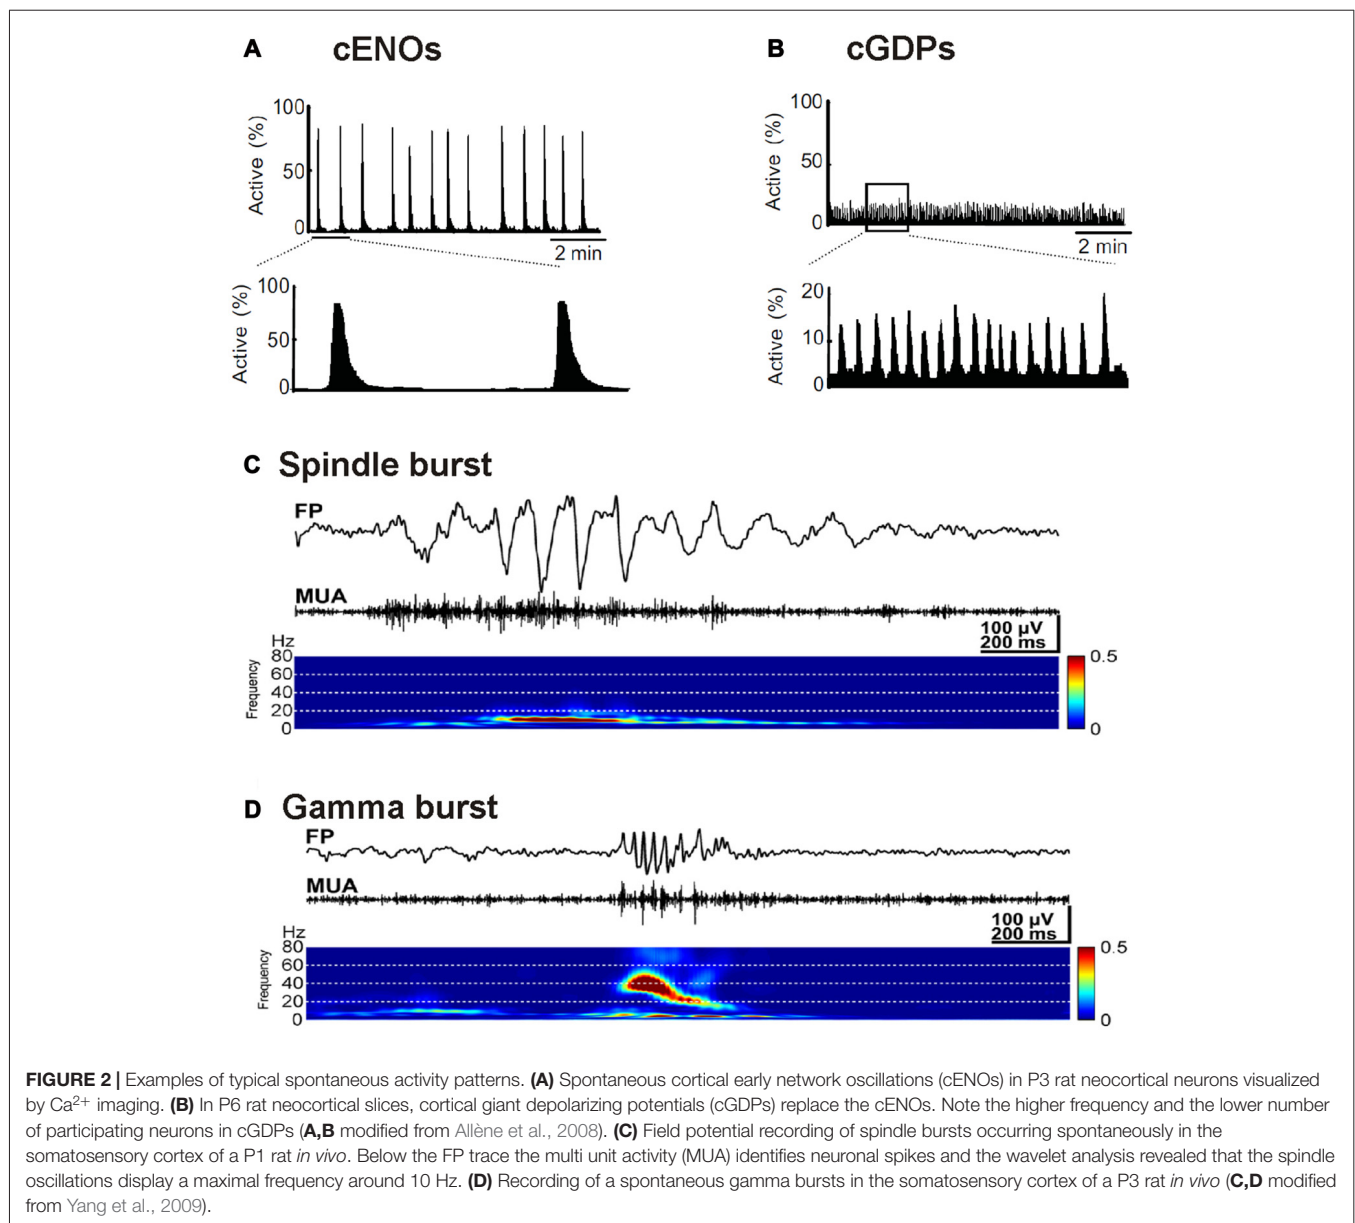 A cENOs
B cGDPs
100
50
0
Active (%)
2 min
100
50
0
Active (%)
100
50
0
Active (%)
2 min
20
10
0
Active (%)
C Spindle burst
FP
MUA
100 µV
200 ms
Hz
80
60
40
20
0
Frequency
0.5
0
D Gamma burst
FP
MUA
100 µV
200 ms
Hz
80
60
40
20
0
Frequency
0.5
0
FIGURE 2 | Examples of typical spontaneous activity patterns. (A) Spontaneous cortical early network oscillations (cENOs) in P3 rat neocortical neurons visualized
by Ca²⁺ imaging. (B) In P6 rat neocortical slices, cortical giant depolarizing potentials (cGDPs) replace the cENOs. Note the higher frequency and the lower number
of participating neurons in cGDPs (A,B modified from Allène et al., 2008). (C) Field potential recording of spindle bursts occurring spontaneously in the
somatosensory cortex of a P1 rat in vivo. Below the FP trace the multi unit activity (MUA) identifies neuronal spikes and the wavelet analysis revealed that the spindle
oscillations display a maximal frequency around 10 Hz. (D) Recording of a spontaneous gamma bursts in the somatosensory cortex of a P3 rat in vivo (C,D modified
from Yang et al., 2009).